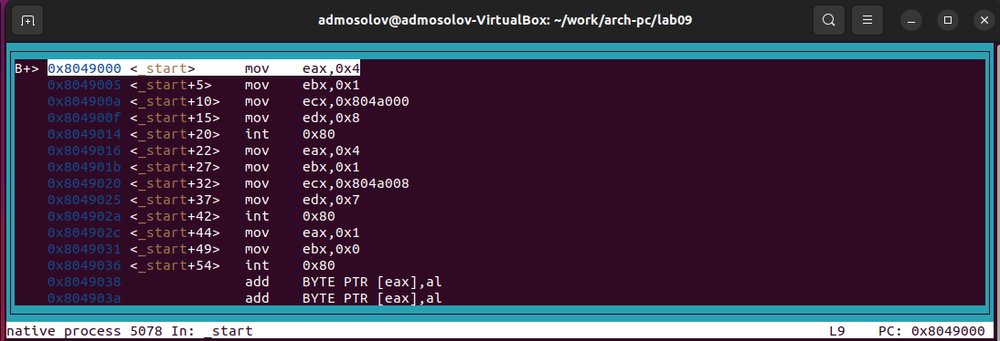 admosolov@admosolov-VirtualBox: ~/work/arch-pc/lab09
B+> 0x8049000 <_start> mov eax,0x4
0x8049005 <_start+5> mov ebx,0x1
0x804900a <_start+10> mov ecx,0x804a000
0x804900f <_start+15> mov edx,0x8
0x8049014 <_start+20> int 0x80
0x8049016 <_start+22> mov eax,0x4
0x804901b <_start+27> mov ebx,0x1
0x8049020 <_start+32> mov ecx,0x804a008
0x8049025 <_start+37> mov edx,0x7
0x804902a <_start+42> int 0x80
0x804902c <_start+44> mov eax,0x1
0x8049031 <_start+49> mov ebx,0x0
0x8049036 <_start+54> int 0x80
0x8049038 add BYTE PTR [eax],al
0x804903a add BYTE PTR [eax],al
native process 5078 In: _start L9 PC: 0x8049000